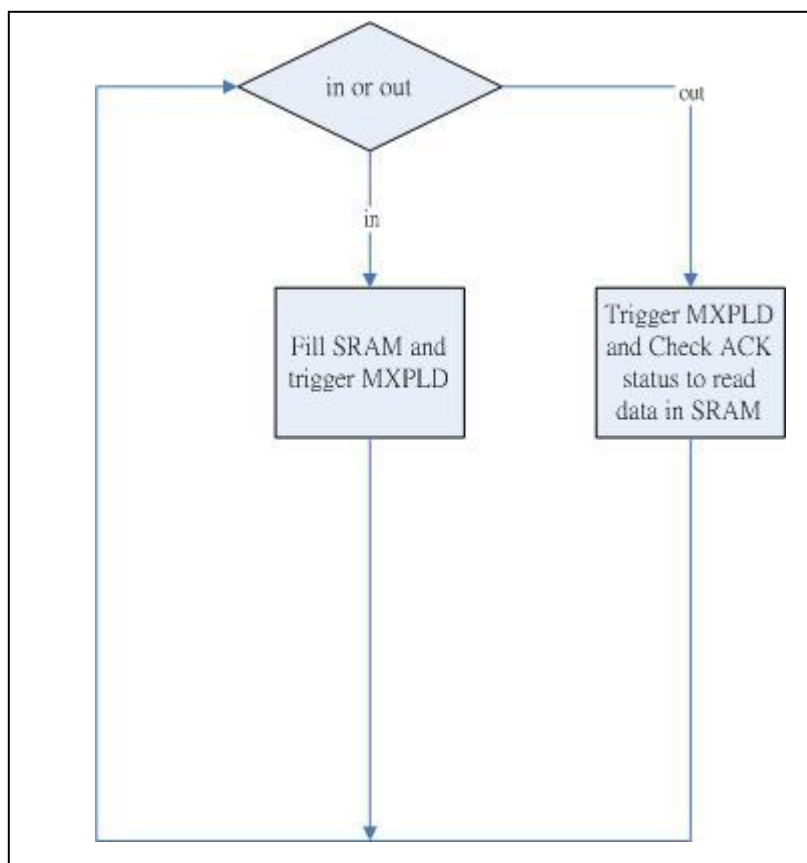 in or out
out
in
Fill SRAM and
trigger MXPLD
Trigger MXPLD
and Check ACK
status to read
data in SRAM